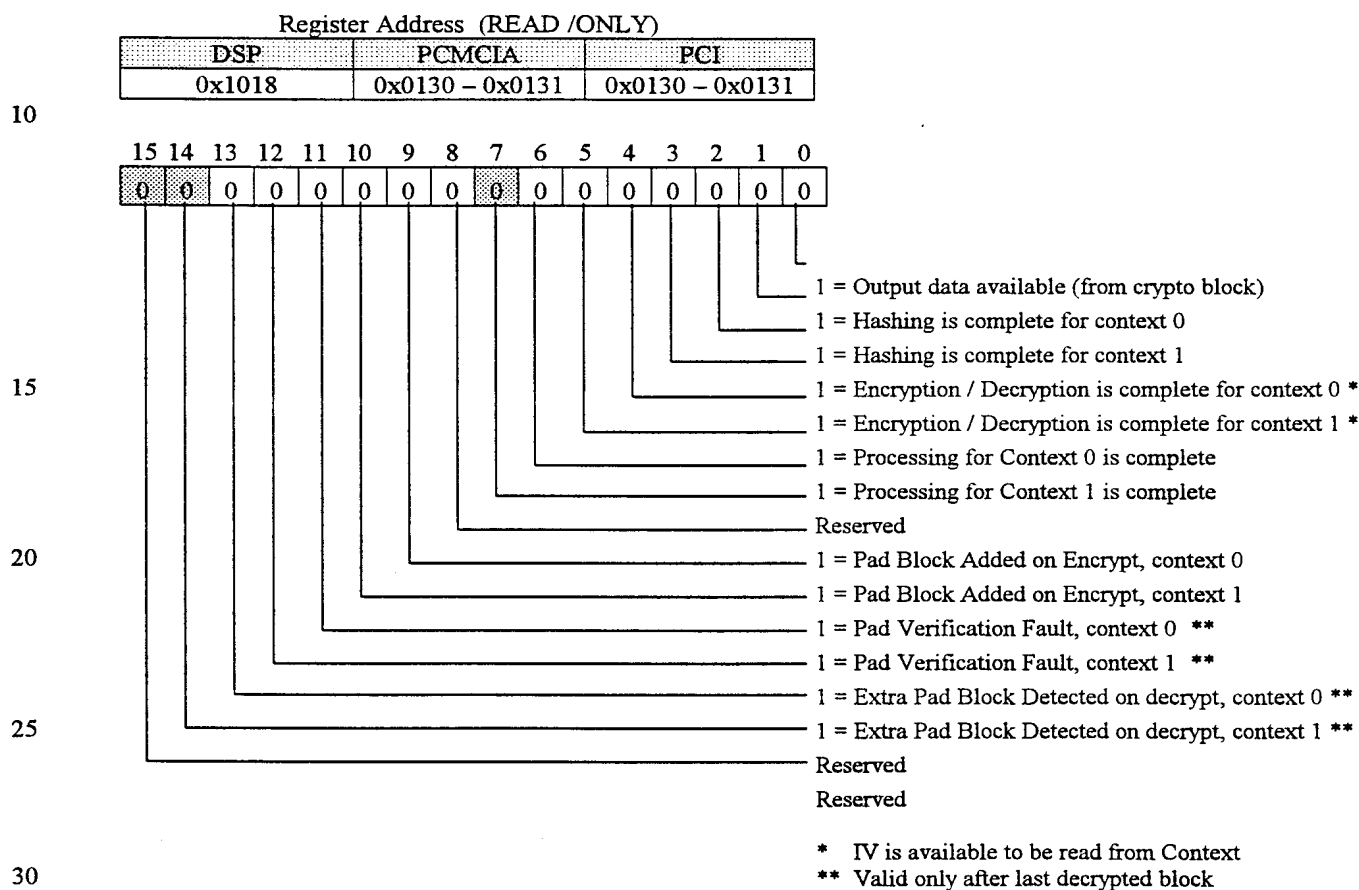 Register Address (READ /ONLY)
DSP PCMCIA PCI
0x1018 0x0130 – 0x0131 0x0130 – 0x0131
10
15 14 13 12 11 10 9 8 7 6 5 4 3 2 1 0
0 0 0 0 0 0 0 0 0 0 0 0 0 0 0 0
1 = Output data available (from crypto block)
1 = Hashing is complete for context 0
1 = Hashing is complete for context 1
15
1 = Encryption / Decryption is complete for context 0 *
1 = Encryption / Decryption is complete for context 1 *
1 = Processing for Context 0 is complete
1 = Processing for Context 1 is complete
Reserved
20
1 = Pad Block Added on Encrypt, context 0
1 = Pad Block Added on Encrypt, context 1
1 = Pad Verification Fault, context 0 **
1 = Pad Verification Fault, context 1 **
1 = Extra Pad Block Detected on decrypt, context 0 **
25
1 = Extra Pad Block Detected on decrypt, context 1 **
Reserved
Reserved
* IV is available to be read from Context
30
** Valid only after last decrypted block